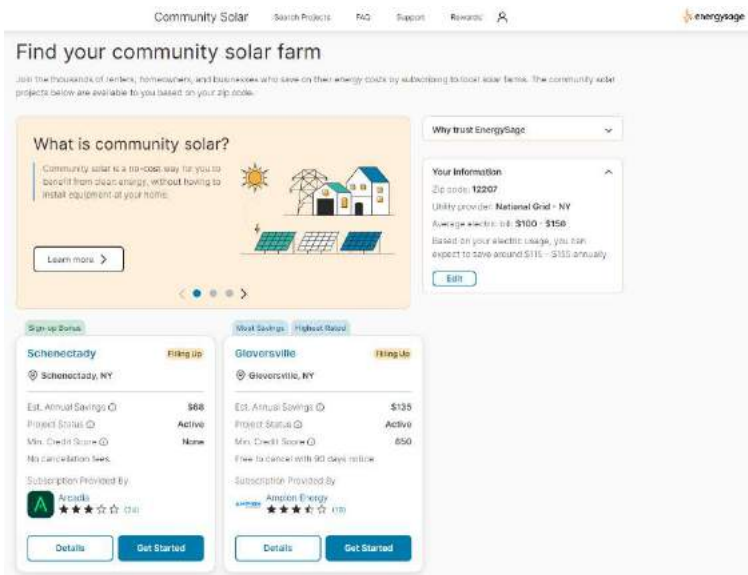 Community Solar
Search Projects
FAQ
Support
Rewards
energysage
Find your community solar farm
Join the thousands of renters, homeowners, and businesses who save on their energy costs by subscribing to local solar farms. The community solar
projects below are available to you based on your zip code.
What is community solar?
Community solar is a no-cost way for you to
benefit from clean energy, without having to
install equipment at your home.
Learn more
Why trust EnergySage
Your Information
Zip code: 12207
Utility provider: National Grid - NY
Average electric bill: $100 - $150
Based on your electric usage, you can
expect to save around $115 - $155 annually
Edit
Sign-up Bonus
Schenectady
Filling Up
Schenectady, NY
Est. Annual Savings $68
Project Status Active
Min. Credit Score None
No cancellation fees.
Subscription Provided By
Arcadia
(24)
Details
Get Started
Most Savings
Highest Rated
Gloversville
Filling Up
Gloversville, NY
Est. Annual Savings $135
Project Status Active
Min. Credit Score 650
Free to cancel with 90 days notice
Subscription Provided By
Ampion Energy
Details
Get Started